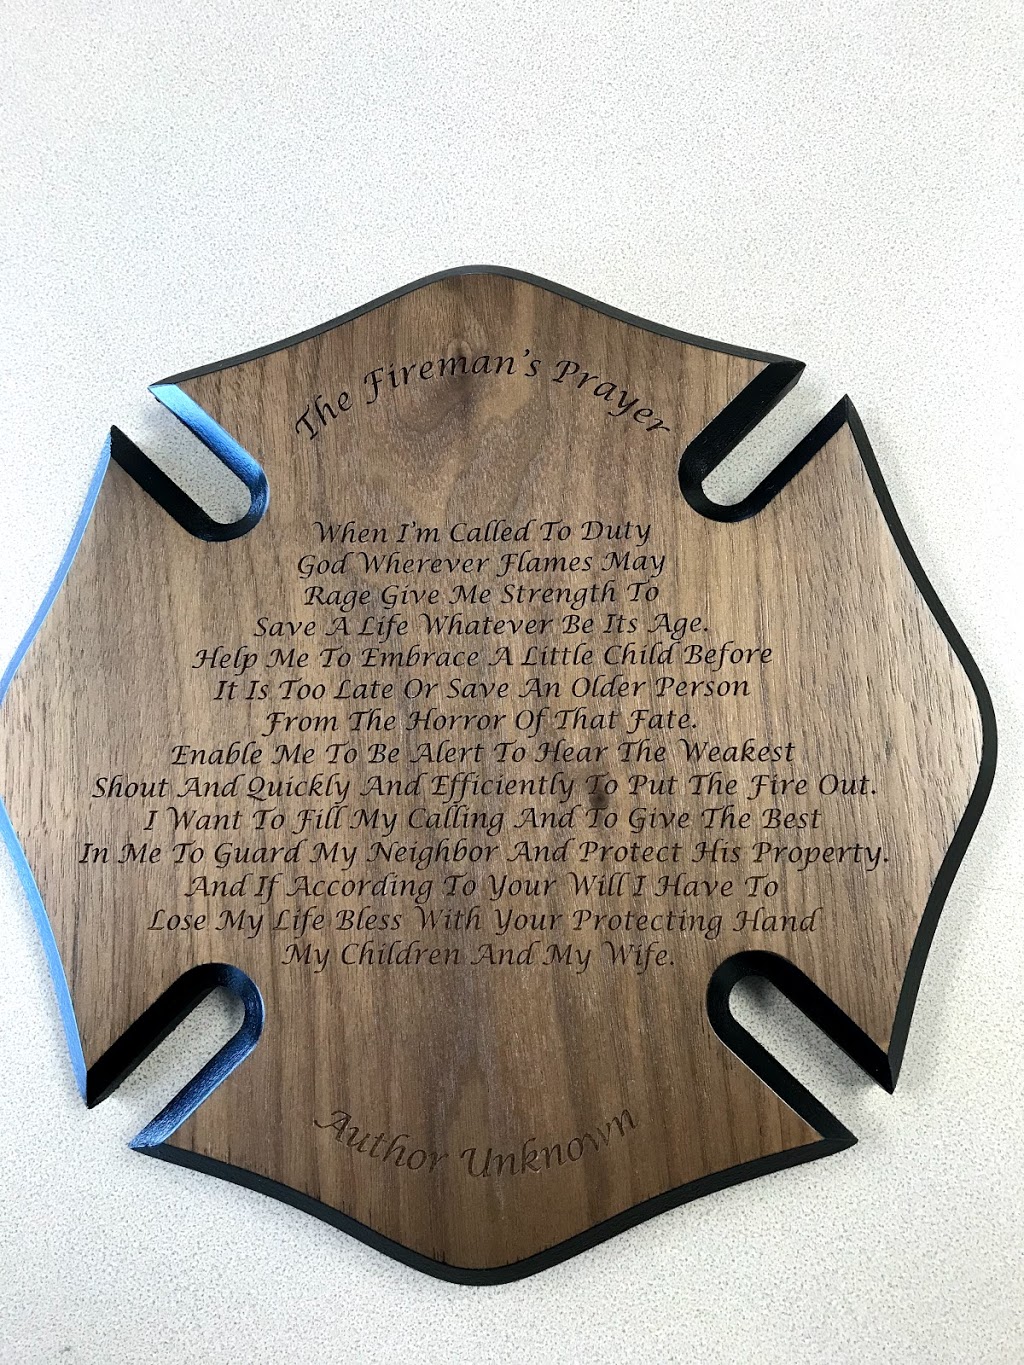 The Fireman's Prayer
When I'm Called To Duty
God Wherever Flames May
Rage Give Me Strength To
Save A Life Whatever Be Its Age.
Help Me To Embrace A Little Child Before
It Is Too Late Or Save An Older Person
From The Horror Of That Fate.
Enable Me To Be Alert To Hear The Weakest
Shout And Quickly And Efficiently To Put The Fire Out.
I Want To Fill My Calling And To Give The Best
In Me To Guard My Neighbor And Protect His Property.
And If According To Your Will I Have To
Lose My Life Bless With Your Protecting Hand
My Children And My Wife.
Author Unknown